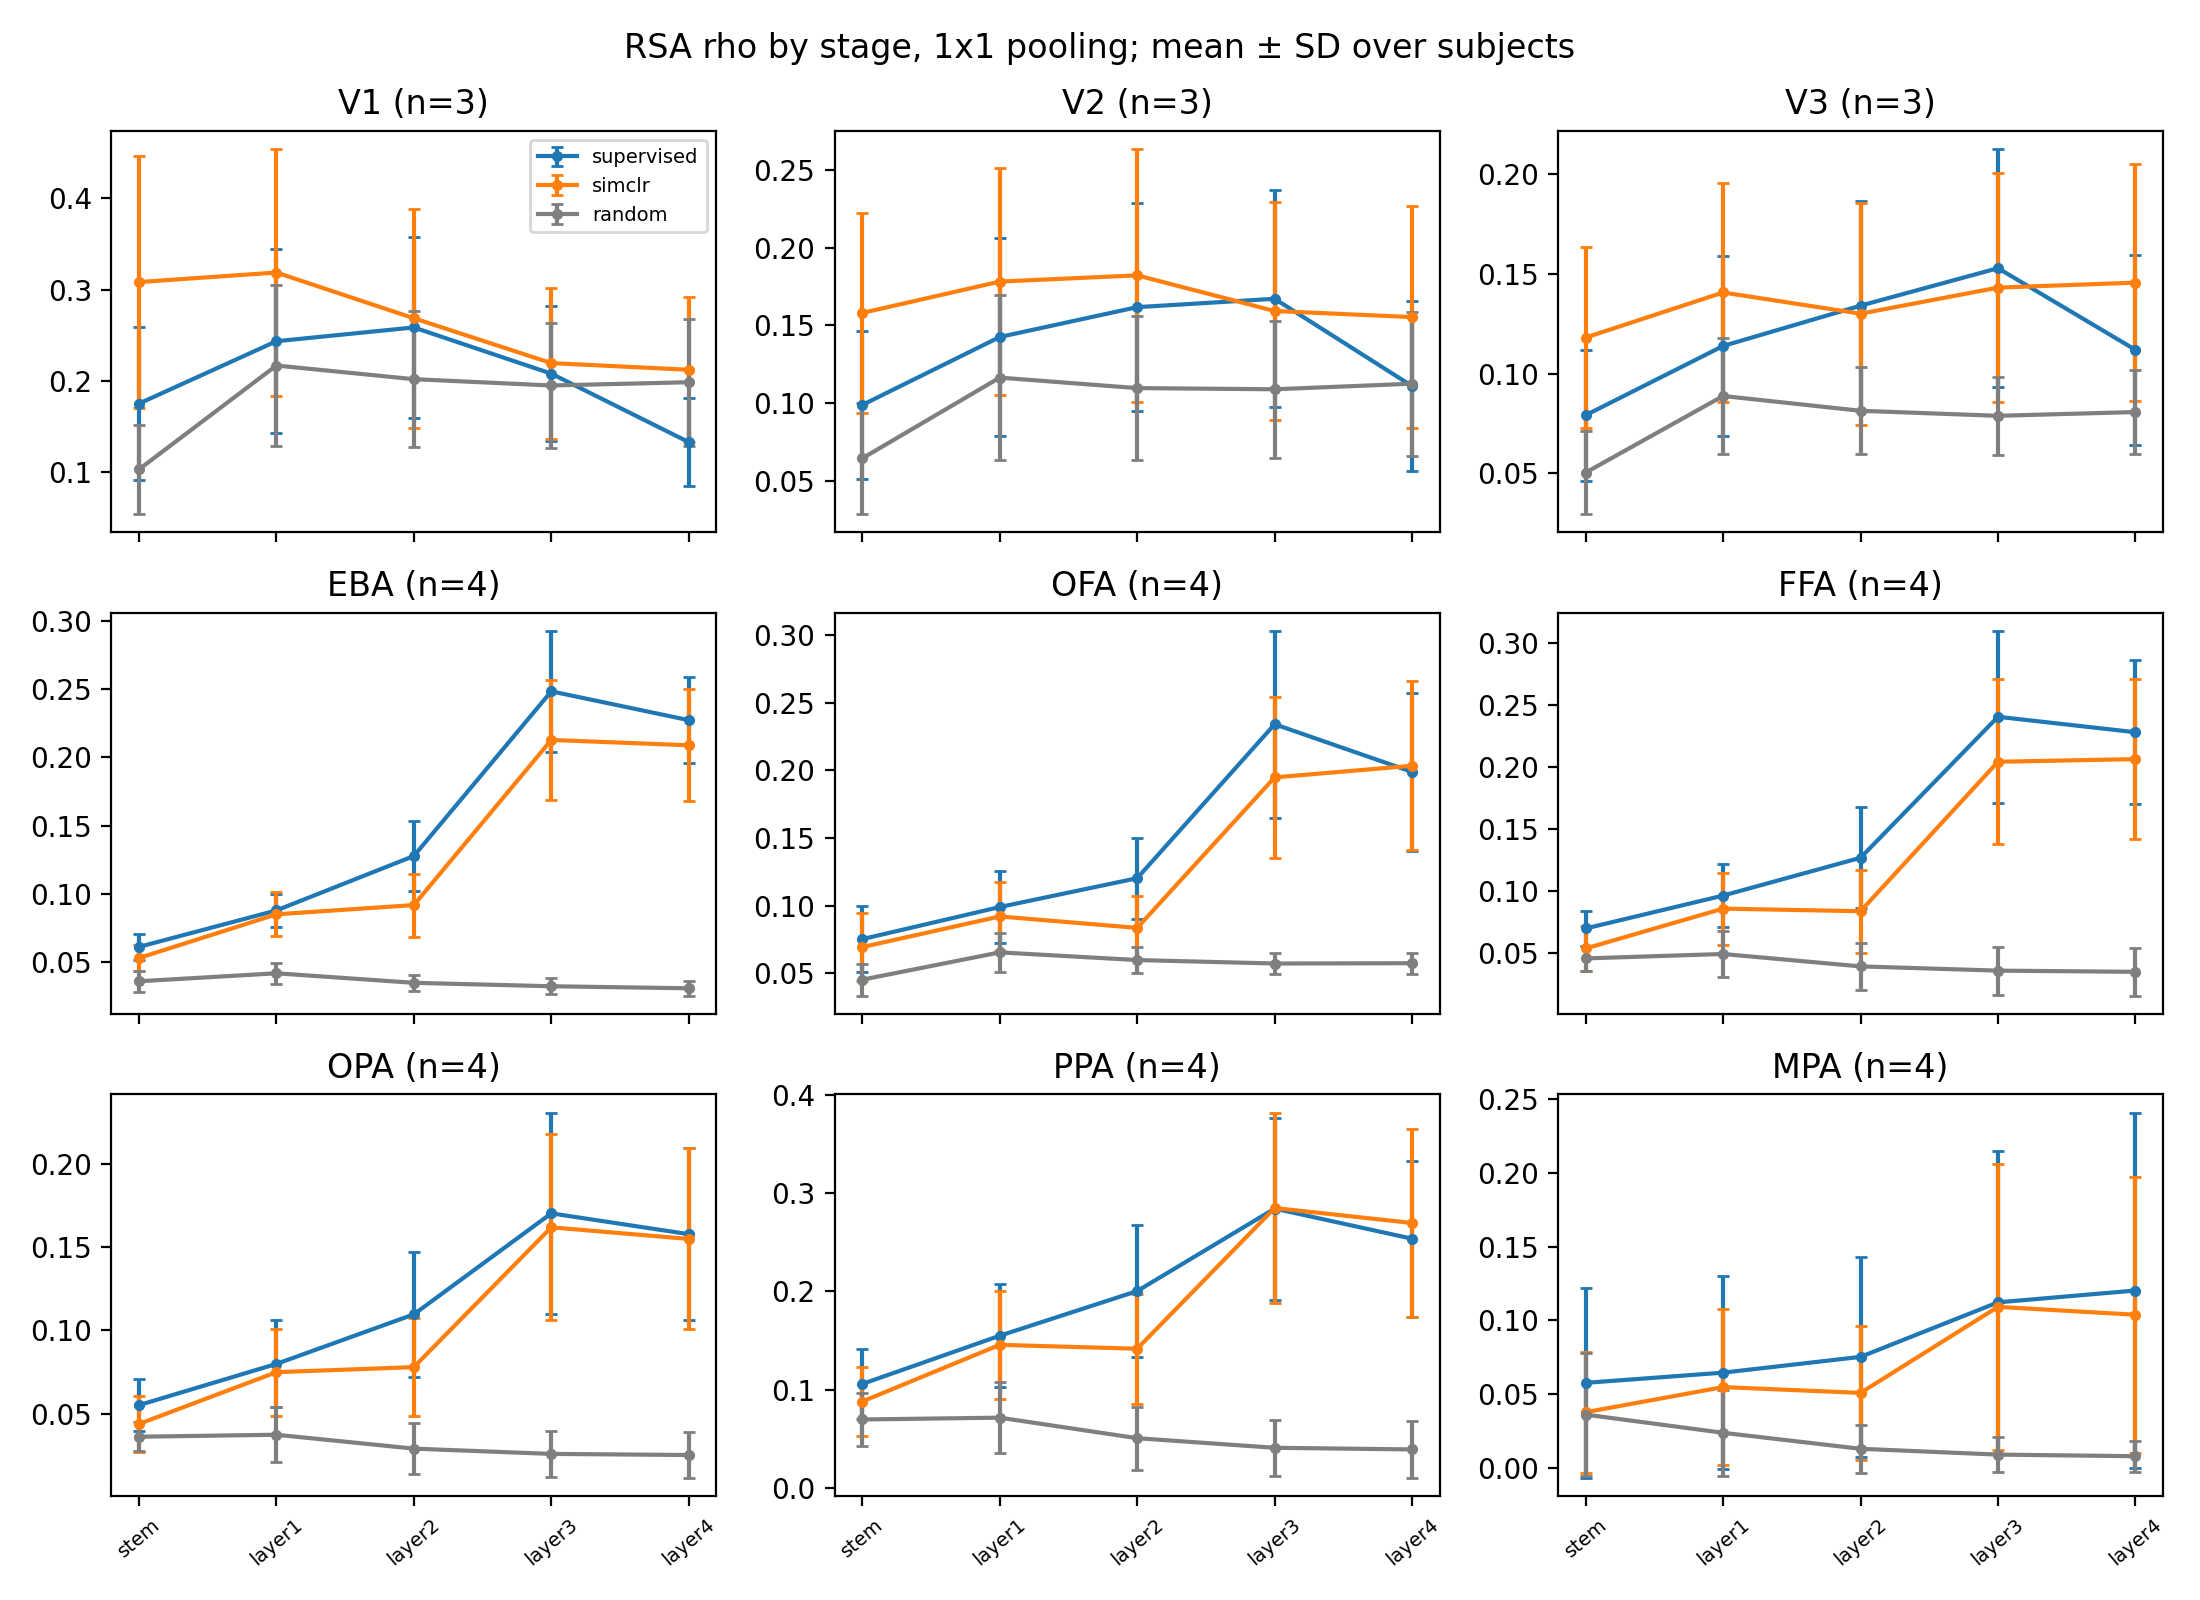 RSA rho by stage, 1x1 pooling; mean ± SD over subjects
V1 (n=3)
V2 (n=3)
V3 (n=3)
supervised
simclr
random
0.4
0.3
0.2
0.1
0.25
0.20
0.15
0.10
0.05
0.20
0.15
0.10
0.05
EBA (n=4)
OFA (n=4)
FFA (n=4)
0.30
0.25
0.20
0.15
0.10
0.05
0.30
0.25
0.20
0.15
0.10
0.05
0.30
0.25
0.20
0.15
0.10
0.05
OPA (n=4)
PPA (n=4)
MPA (n=4)
0.20
0.15
0.10
0.05
0.4
0.3
0.2
0.1
0.0
0.25
0.20
0.15
0.10
0.05
0.00
stem
layer1
layer2
layer3
layer4
stem
layer1
layer2
layer3
layer4
stem
layer1
layer2
layer3
layer4